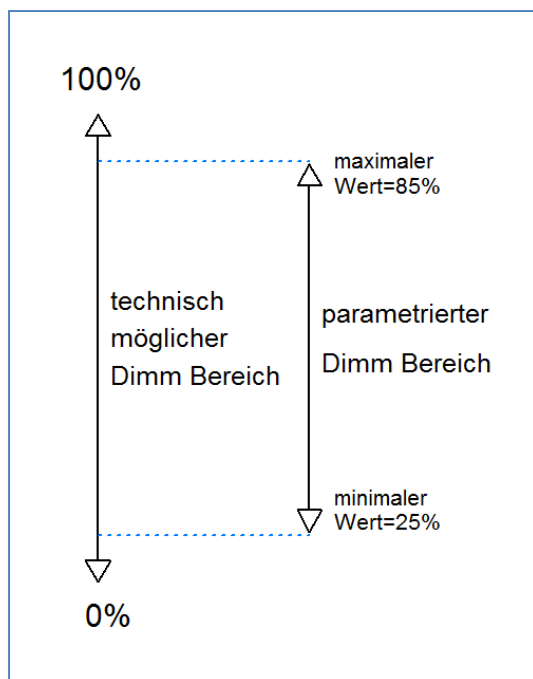 100%
maximaler
Wert=85%
technisch
möglicher
Dimm Bereich
parametrierter
Dimm Bereich
minimaler
Wert=25%
0%